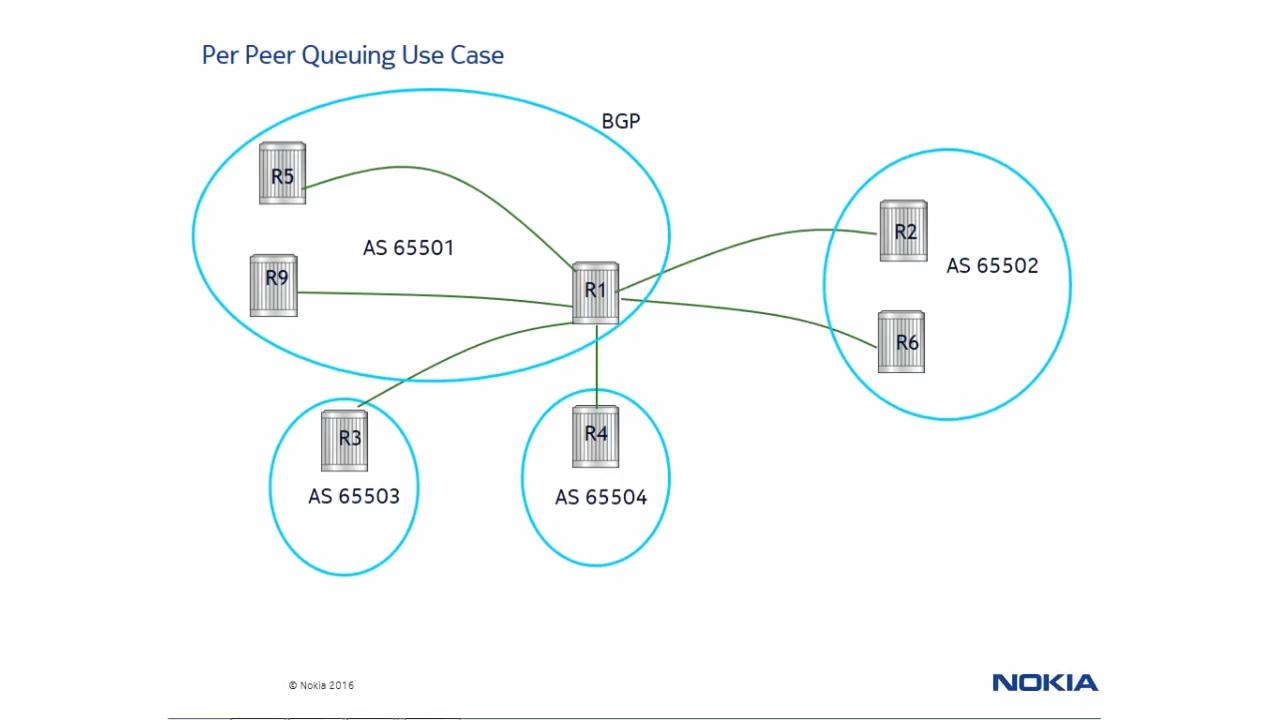 Per Peer Queuing Use Case
BGP
R5
R2
AS 65501
AS 65502
R9
R1
R6
R3
R4
AS 65503
AS 65504
© Nokia 2016
NOKIA